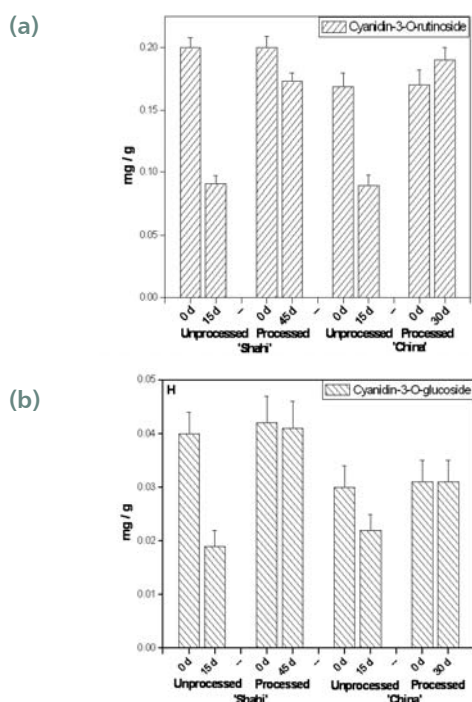 (a)
Cyanidin-3-O-rutinoside
0.20
0.15
0.10
0.05
0.00
mg / g
0 d 15 d – 0 d 45 d – 0 d 15 d – 0 d 30 d
Unprocessed Processed Unprocessed Processed
'Shahi' 'China'
(b)
H
Cyanidin-3-O-glucoside
0.05
0.04
0.03
0.02
0.01
0.00
mg / g
0 d 15 d – 0 d 45 d – 0 d 15 d – 0 d 30 d
Unprocessed Processed Unprocessed Processed
'Shahi' 'China'